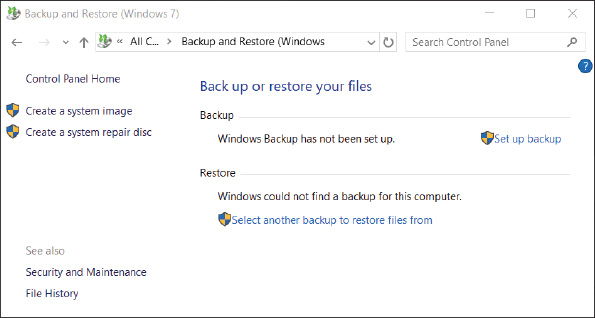 Backup and Restore (Windows 7)
« All C... > Backup and Restore (Windows
Search Control Panel
?
Control Panel Home
Create a system image
Create a system repair disc
Back up or restore your files
Backup
Windows Backup has not been set up.
Set up backup
Restore
Windows could not find a backup for this computer.
Select another backup to restore files from
See also
Security and Maintenance
File History